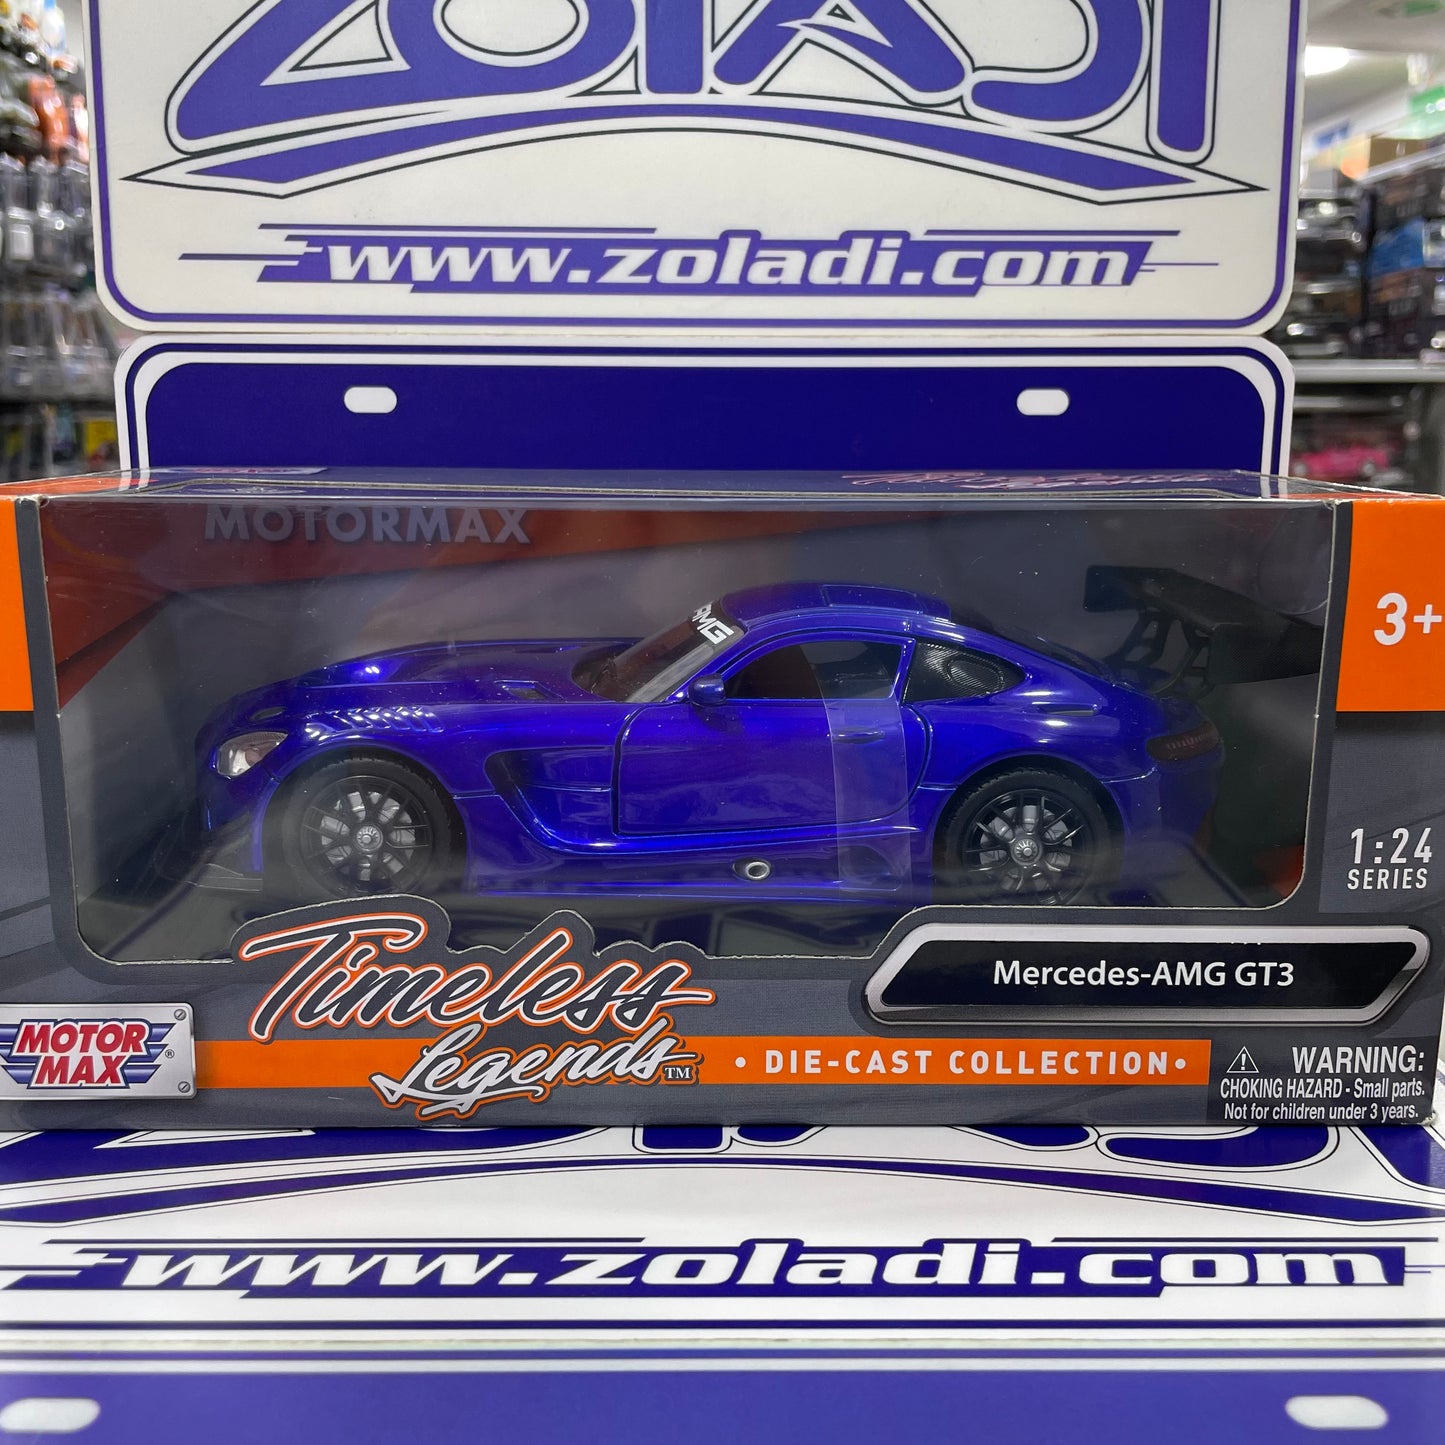 ZOLADI
www.zoladi.com
MOTORMAX
AMG
3+
1:24
SERIES
Mercedes-AMG GT3
Timeless
Legends™
MOTOR
MAX®
• DIE-CAST COLLECTION •
⚠ WARNING:
CHOKING HAZARD - Small parts.
Not for children under 3 years.
www.zoladi.com